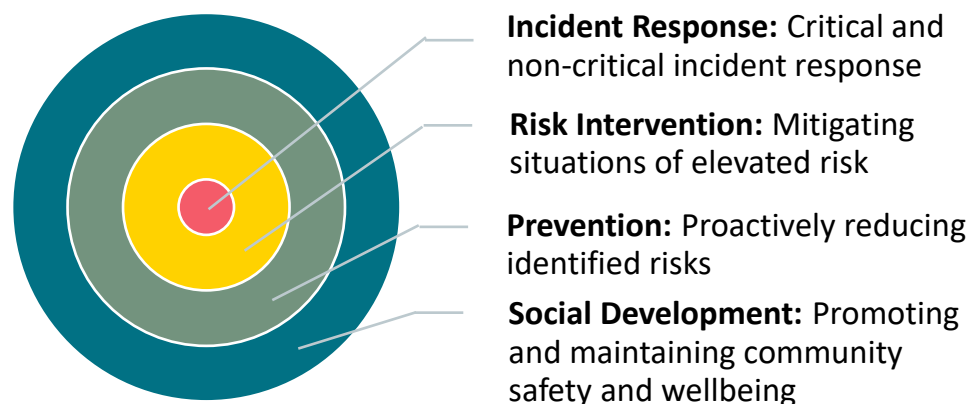 Incident Response: Critical and
non-critical incident response
Risk Intervention: Mitigating
situations of elevated risk
Prevention: Proactively reducing
identified risks
Social Development: Promoting
and maintaining community
safety and wellbeing